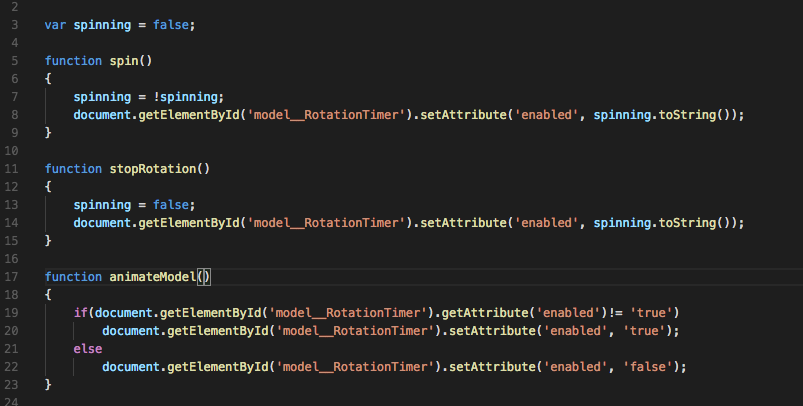 2
3 var spinning = false;
4
5 function spin()
6 {
7 spinning = !spinning;
8 document.getElementById('model__RotationTimer').setAttribute('enabled', spinning.toString());
9 }
10
11 function stopRotation()
12 {
13 spinning = false;
14 document.getElementById('model__RotationTimer').setAttribute('enabled', spinning.toString());
15 }
16
17 function animateModel()
18 {
19 if(document.getElementById('model__RotationTimer').getAttribute('enabled')!= 'true')
20 document.getElementById('model__RotationTimer').setAttribute('enabled', 'true');
21 else
22 document.getElementById('model__RotationTimer').setAttribute('enabled', 'false');
23 }
24